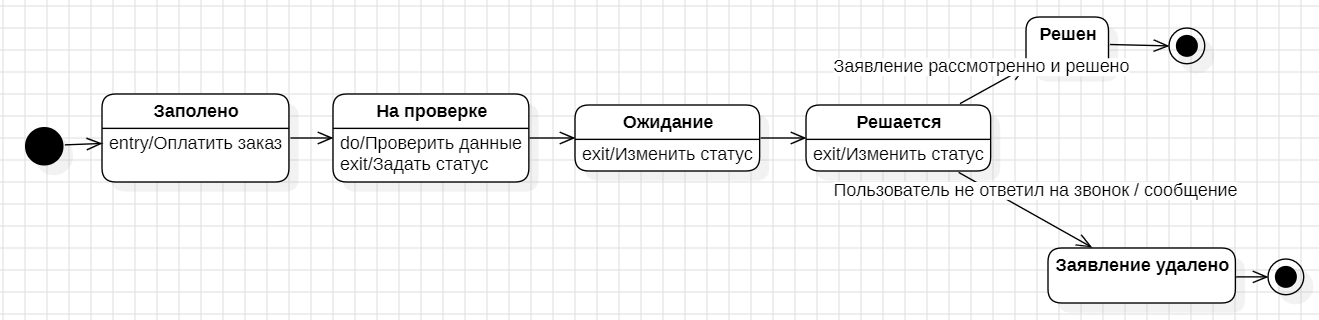 Решен
Заявление рассмотренно и решено
Заполено
entry/Оплатить заказ
На проверке
do/Проверить данные
exit/Задать статус
Ожидание
exit/Изменить статус
Решается
exit/Изменить статус
Пользователь не ответил на звонок / сообщение
Заявление удалено